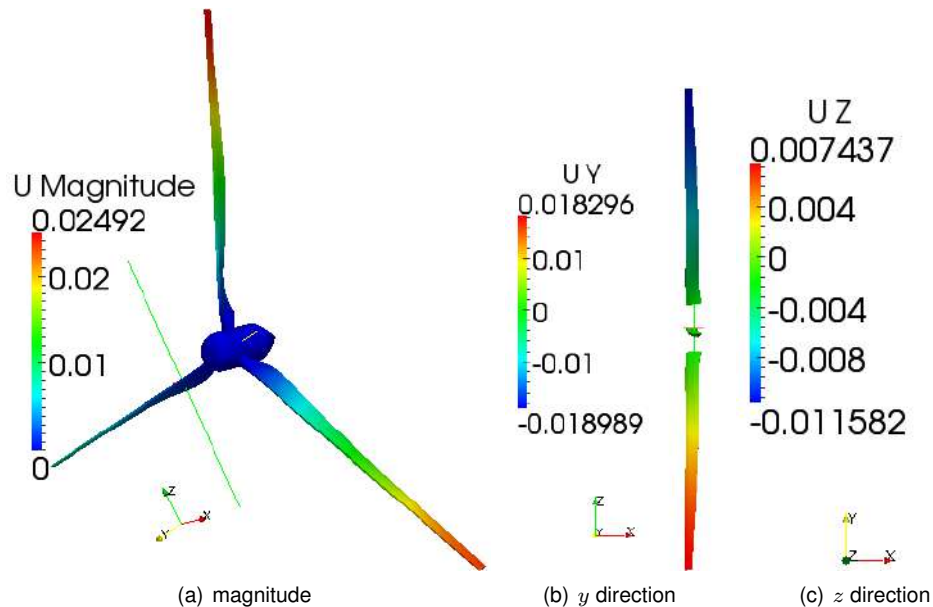 U Magnitude
0.02492
0.02
0.01
0
Z
X
Y
U Y
0.018296
0.01
0
-0.01
-0.018989
Z
Y
X
U Z
0.007437
0.004
0
-0.004
-0.008
-0.011582
Y
Z
X
(a) magnitude
(b) y direction
(c) z direction